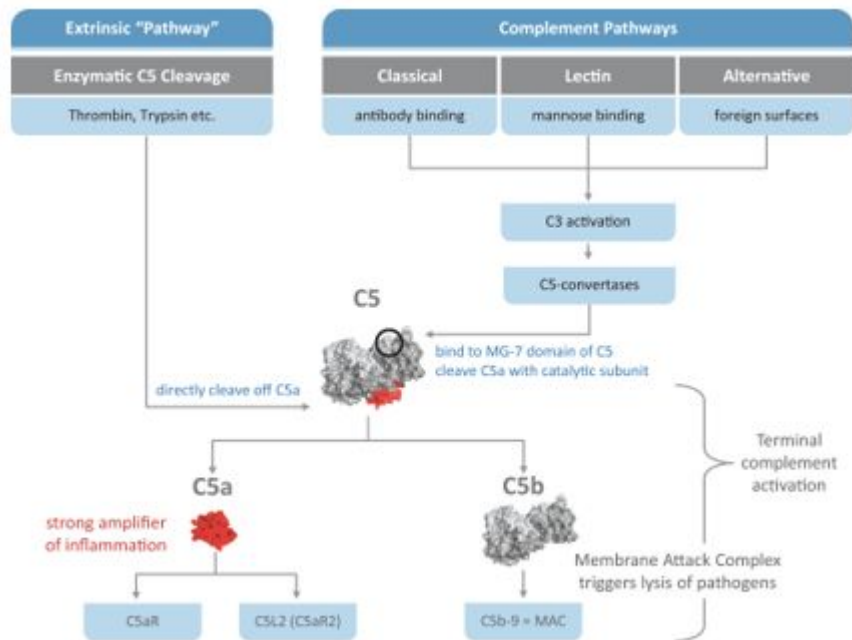 Extrinsic “Pathway”
Enzymatic C5 Cleavage
Thrombin, Trypsin etc.
Complement Pathways
Classical
Lectin
Alternative
antibody binding
mannose binding
foreign surfaces
C3 activation
C5-convertases
C5
bind to MG-7 domain of C5
cleave C5a with catalytic subunit
directly cleave off C5a
Terminal
complement
activation
C5a
C5b
strong amplifier
of inflammation
Membrane Attack Complex
triggers lysis of pathogens
C5aR
C5L2 (C5aR2)
C5b-9 = MAC